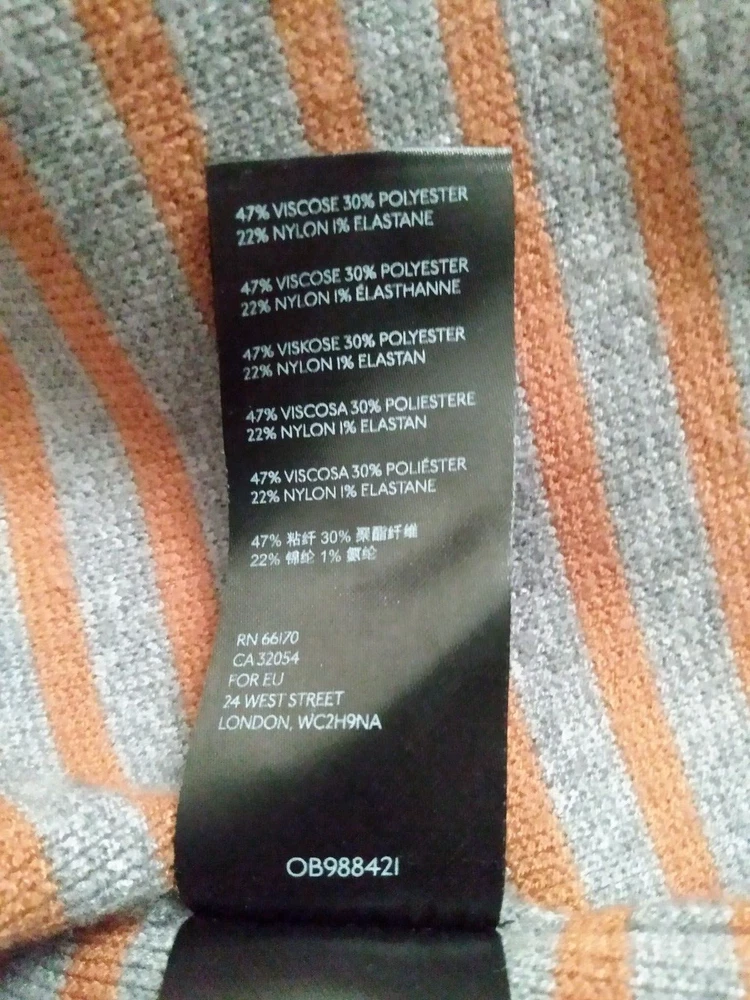 47% VISCOSE 30% POLYESTER
22% NYLON 1% ELASTANE
47% VISCOSE 30% POLYESTER
22% NYLON 1% ÉLASTHANNE
47% VISKOSE 30% POLYESTER
22% NYLON 1% ELASTAN
47% VISCOSA 30% POLIESTERE
22% NYLON 1% ELASTAN
47% VISCOSA 30% POLIÉSTER
22% NYLON 1% ELASTANE
47% 粘纤 30% 聚酯纤维
22% 锦纶 1% 氨纶
RN 66170
CA 32054
FOR EU
24 WEST STREET
LONDON, WC2H9NA
OB988421